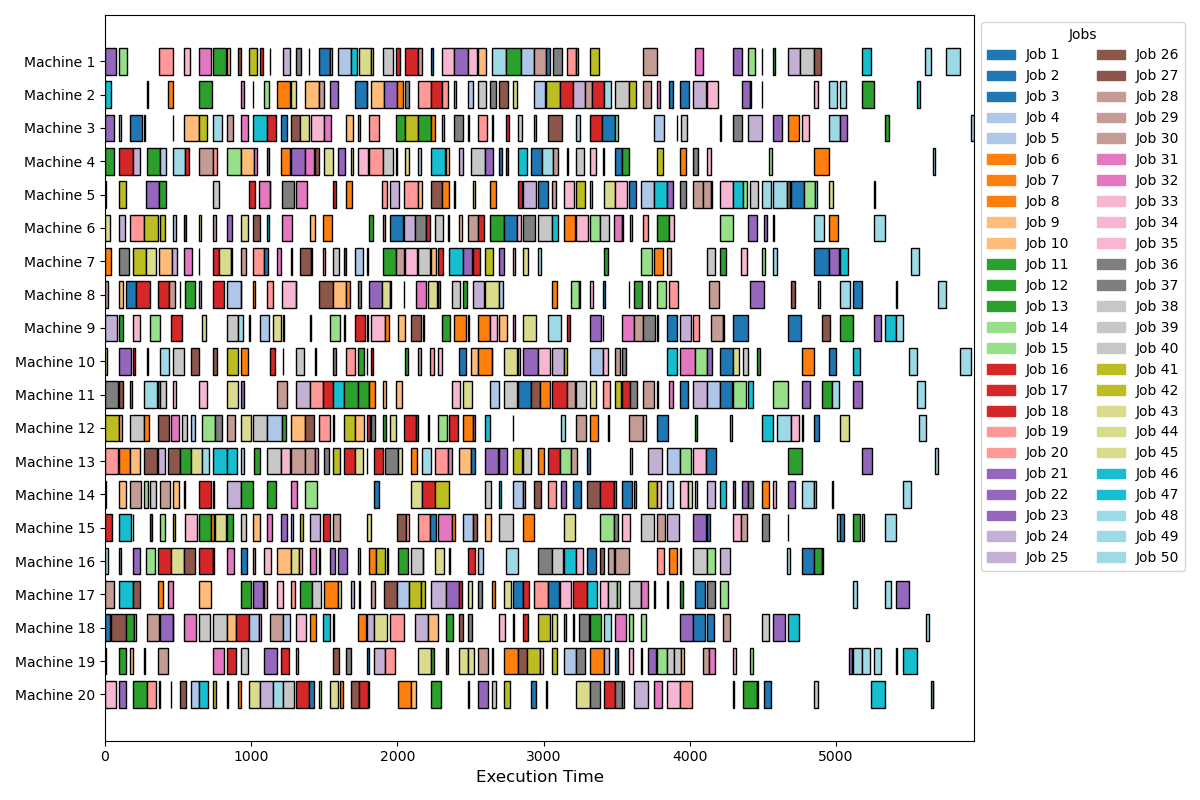 Jobs
Machine 1
Machine 2
Machine 3
Machine 4
Machine 5
Machine 6
Machine 7
Machine 8
Machine 9
Machine 10
Machine 11
Machine 12
Machine 13
Machine 14
Machine 15
Machine 16
Machine 17
Machine 18
Machine 19
Machine 20
0 1000 2000 3000 4000 5000
Execution Time
Job 1 Job 26
Job 2 Job 27
Job 3 Job 28
Job 4 Job 29
Job 5 Job 30
Job 6 Job 31
Job 7 Job 32
Job 8 Job 33
Job 9 Job 34
Job 10 Job 35
Job 11 Job 36
Job 12 Job 37
Job 13 Job 38
Job 14 Job 39
Job 15 Job 40
Job 16 Job 41
Job 17 Job 42
Job 18 Job 43
Job 19 Job 44
Job 20 Job 45
Job 21 Job 46
Job 22 Job 47
Job 23 Job 48
Job 24 Job 49
Job 25 Job 50